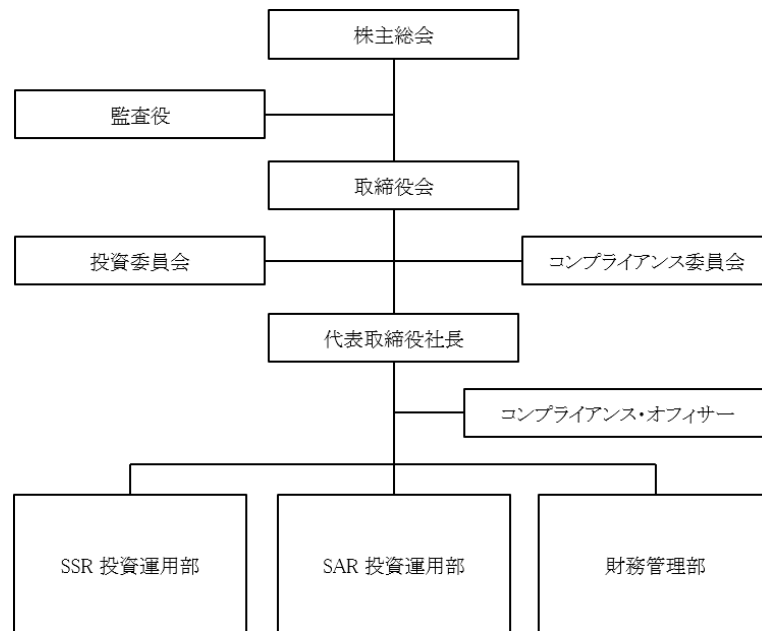 株主総会
監査役
取締役会
投資委員会
コンプライアンス委員会
代表取締役社長
コンプライアンス・オフィサー
SSR 投資運用部
SAR 投資運用部
財務管理部